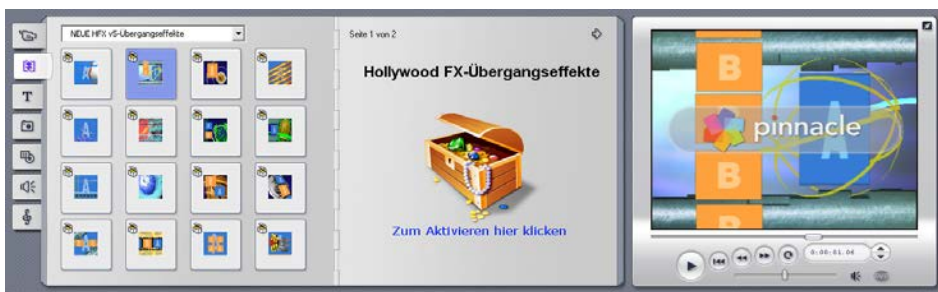 NEUE HFX v5-Übergangseffekte
Seite 1 von 2
Hollywood FX-Übergangseffekte
Zum Aktivieren hier klicken
T
A
A
B
B
B
A
pinnacle
0:00:01.06